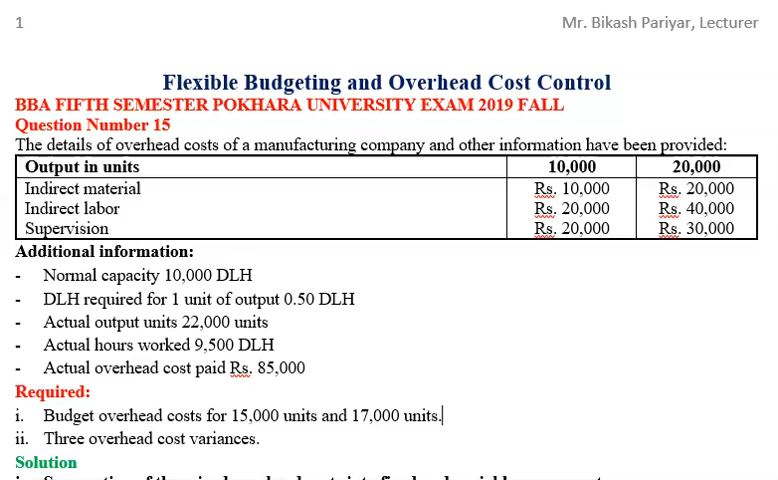 1 Mr. Bikash Pariyar, Lecturer
Flexible Budgeting and Overhead Cost Control
BBA FIFTH SEMESTER POKHARA UNIVERSITY EXAM 2019 FALL
Question Number 15
The details of overhead costs of a manufacturing company and other information have been provided:
Output in units 10,000 20,000
Indirect material Rs. 10,000 Rs. 20,000
Indirect labor Rs. 20,000 Rs. 40,000
Supervision Rs. 20,000 Rs. 30,000
Additional information:
- Normal capacity 10,000 DLH
- DLH required for 1 unit of output 0.50 DLH
- Actual output units 22,000 units
- Actual hours worked 9,500 DLH
- Actual overhead cost paid Rs. 85,000
Required:
i. Budget overhead costs for 15,000 units and 17,000 units.
ii. Three overhead cost variances.
Solution